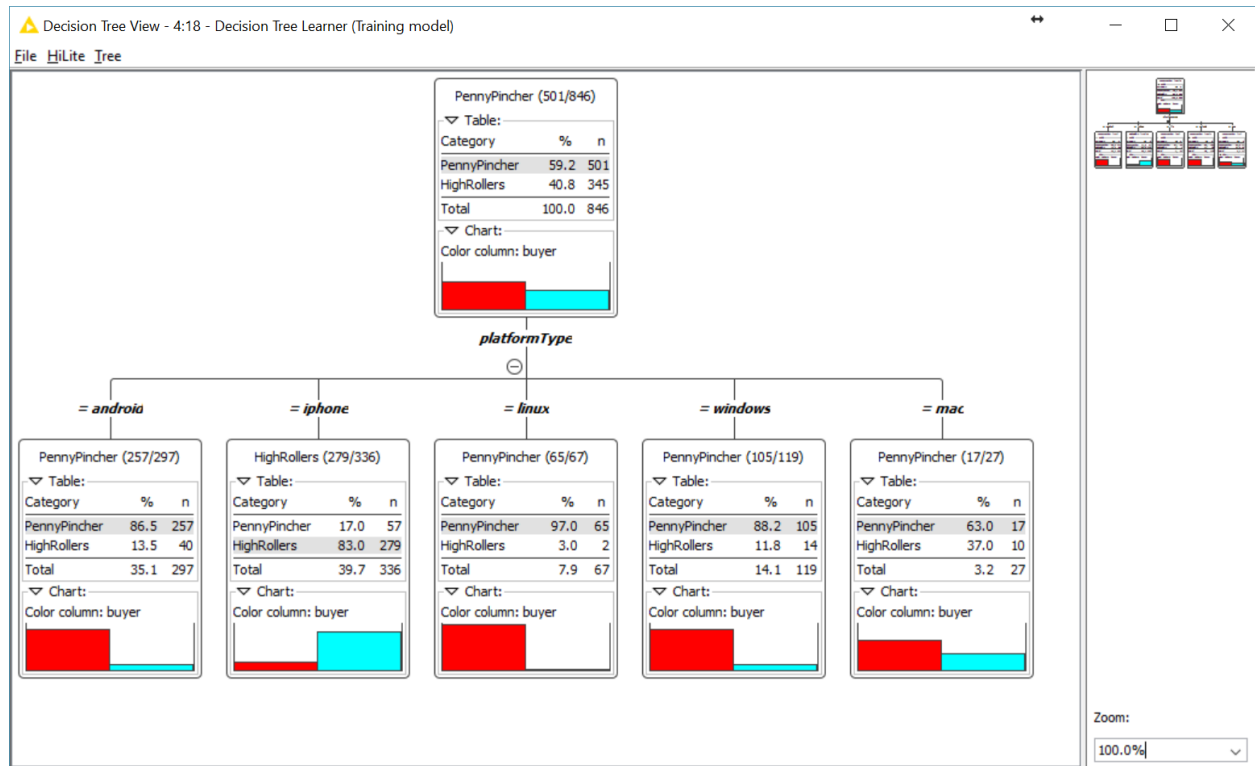 Decision Tree View - 4:18 - Decision Tree Learner (Training model)
File HiLite Tree
PennyPincher (501/846)
Table:
Category % n
PennyPincher 59.2 501
HighRollers 40.8 345
Total 100.0 846
Chart:
Color column: buyer
platformType
= android
= iphone
= linux
= windows
= mac
PennyPincher (257/297)
Table:
Category % n
PennyPincher 86.5 257
HighRollers 13.5 40
Total 35.1 297
Chart:
Color column: buyer
HighRollers (279/336)
Table:
Category % n
PennyPincher 17.0 57
HighRollers 83.0 279
Total 39.7 336
Chart:
Color column: buyer
PennyPincher (65/67)
Table:
Category % n
PennyPincher 97.0 65
HighRollers 3.0 2
Total 7.9 67
Chart:
Color column: buyer
PennyPincher (105/119)
Table:
Category % n
PennyPincher 88.2 105
HighRollers 11.8 14
Total 14.1 119
Chart:
Color column: buyer
PennyPincher (17/27)
Table:
Category % n
PennyPincher 63.0 17
HighRollers 37.0 10
Total 3.2 27
Chart:
Color column: buyer
Zoom:
100.0%